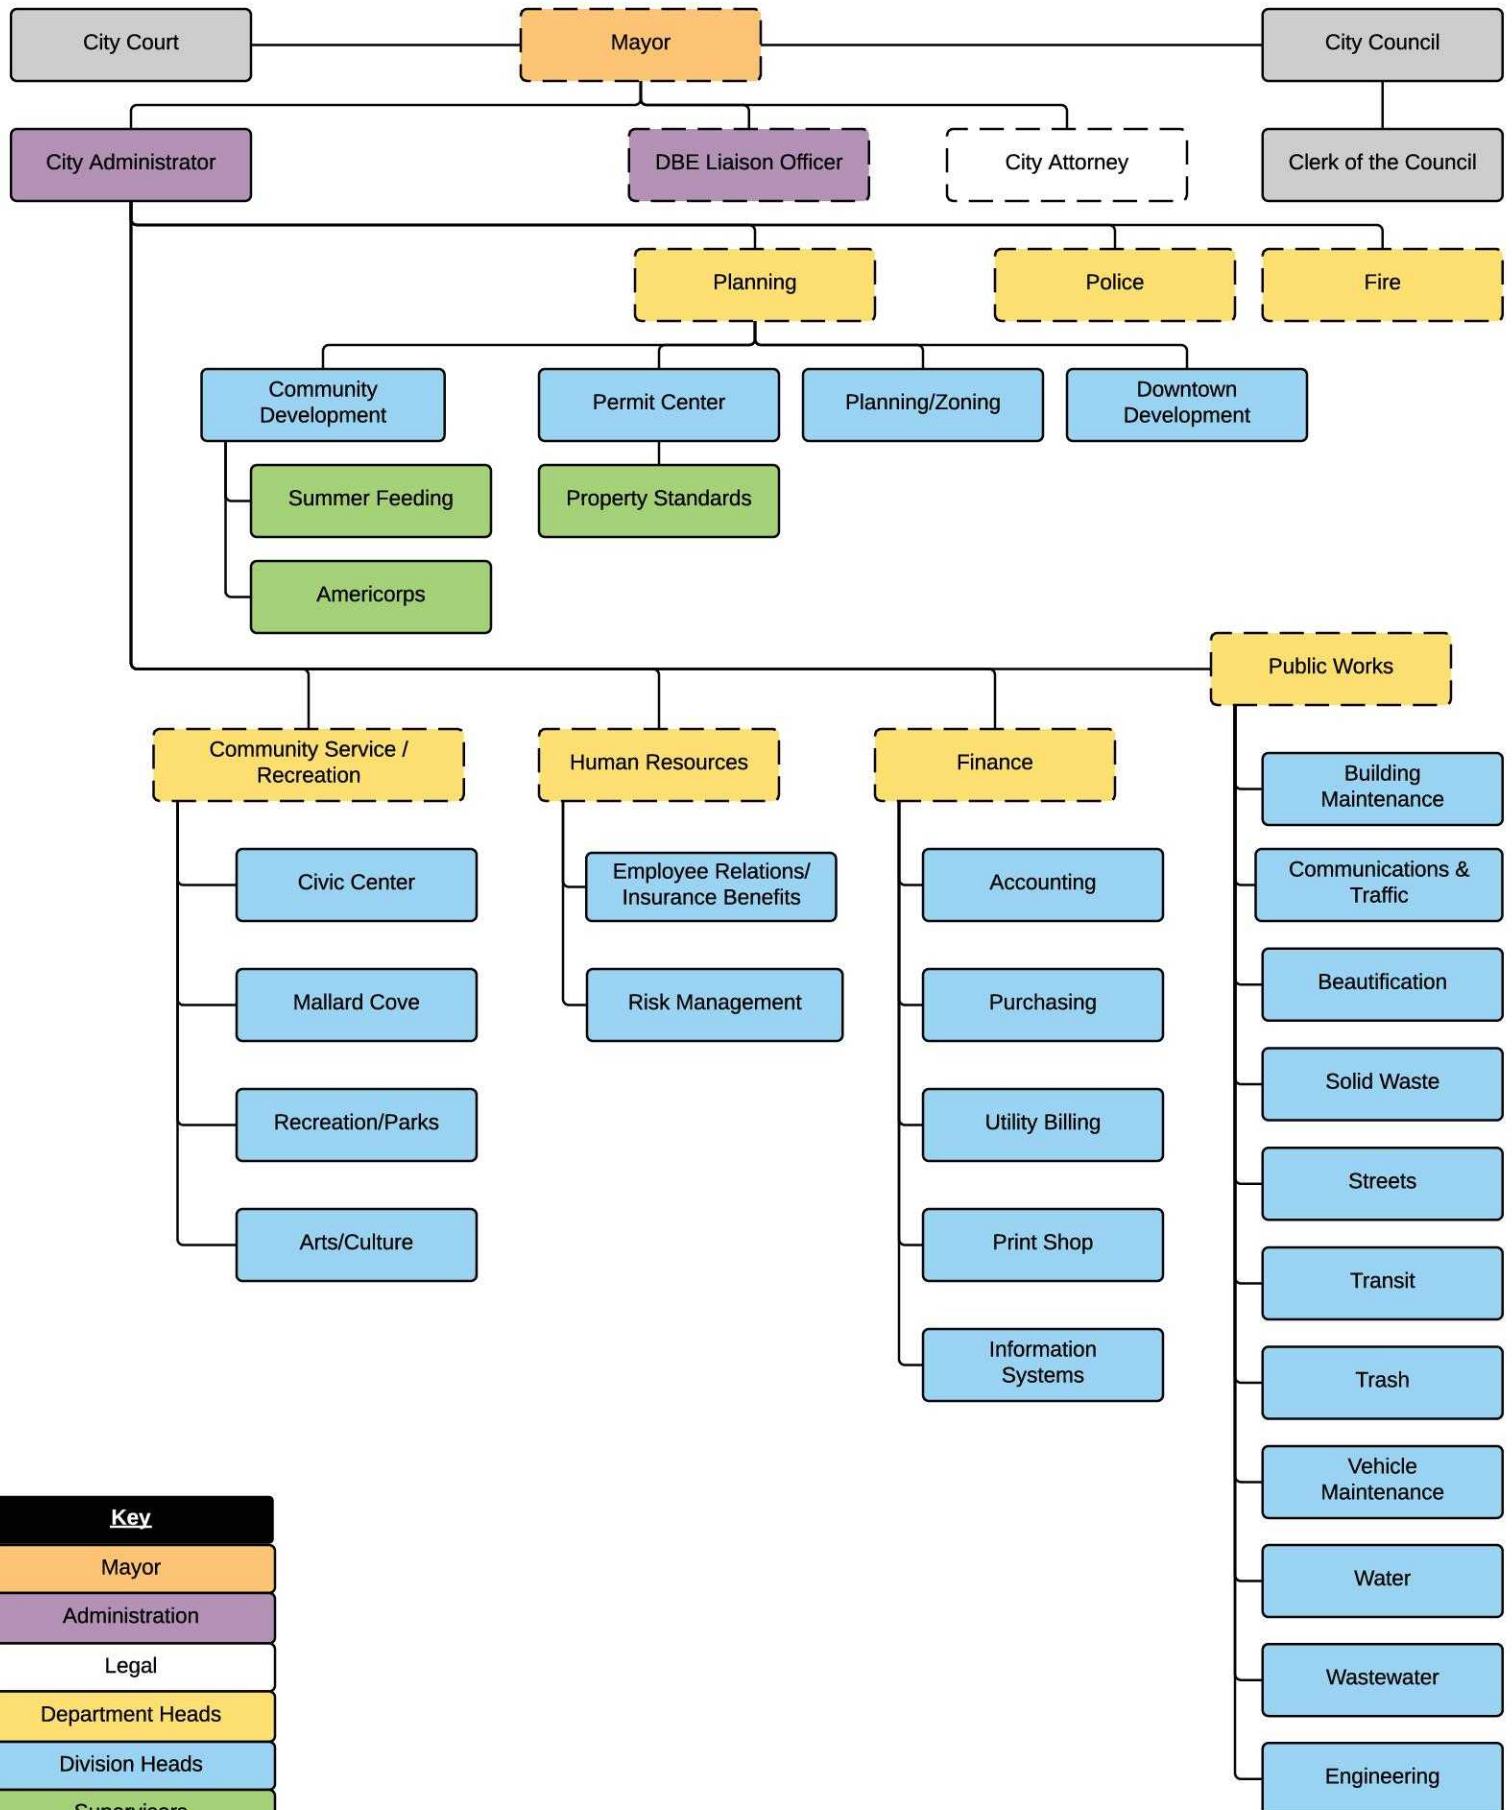 City Court
Mayor
City Council
City Administrator
DBE Liaison Officer
City Attorney
Clerk of the Council
Planning
Police
Fire
Community
Development
Permit Center
Planning/Zoning
Downtown
Development
Summer Feeding
Property Standards
Americorps
Public Works
Community Service /
Recreation
Human Resources
Finance
Building
Maintenance
Civic Center
Employee Relations/
Insurance Benefits
Accounting
Communications &
Traffic
Mallard Cove
Risk Management
Purchasing
Beautification
Solid Waste
Recreation/Parks
Utility Billing
Streets
Arts/Culture
Print Shop
Transit
Information
Systems
Trash
Vehicle
Maintenance
Key
Mayor
Water
Administration
Legal
Wastewater
Department Heads
Division Heads
Engineering
Supervisors